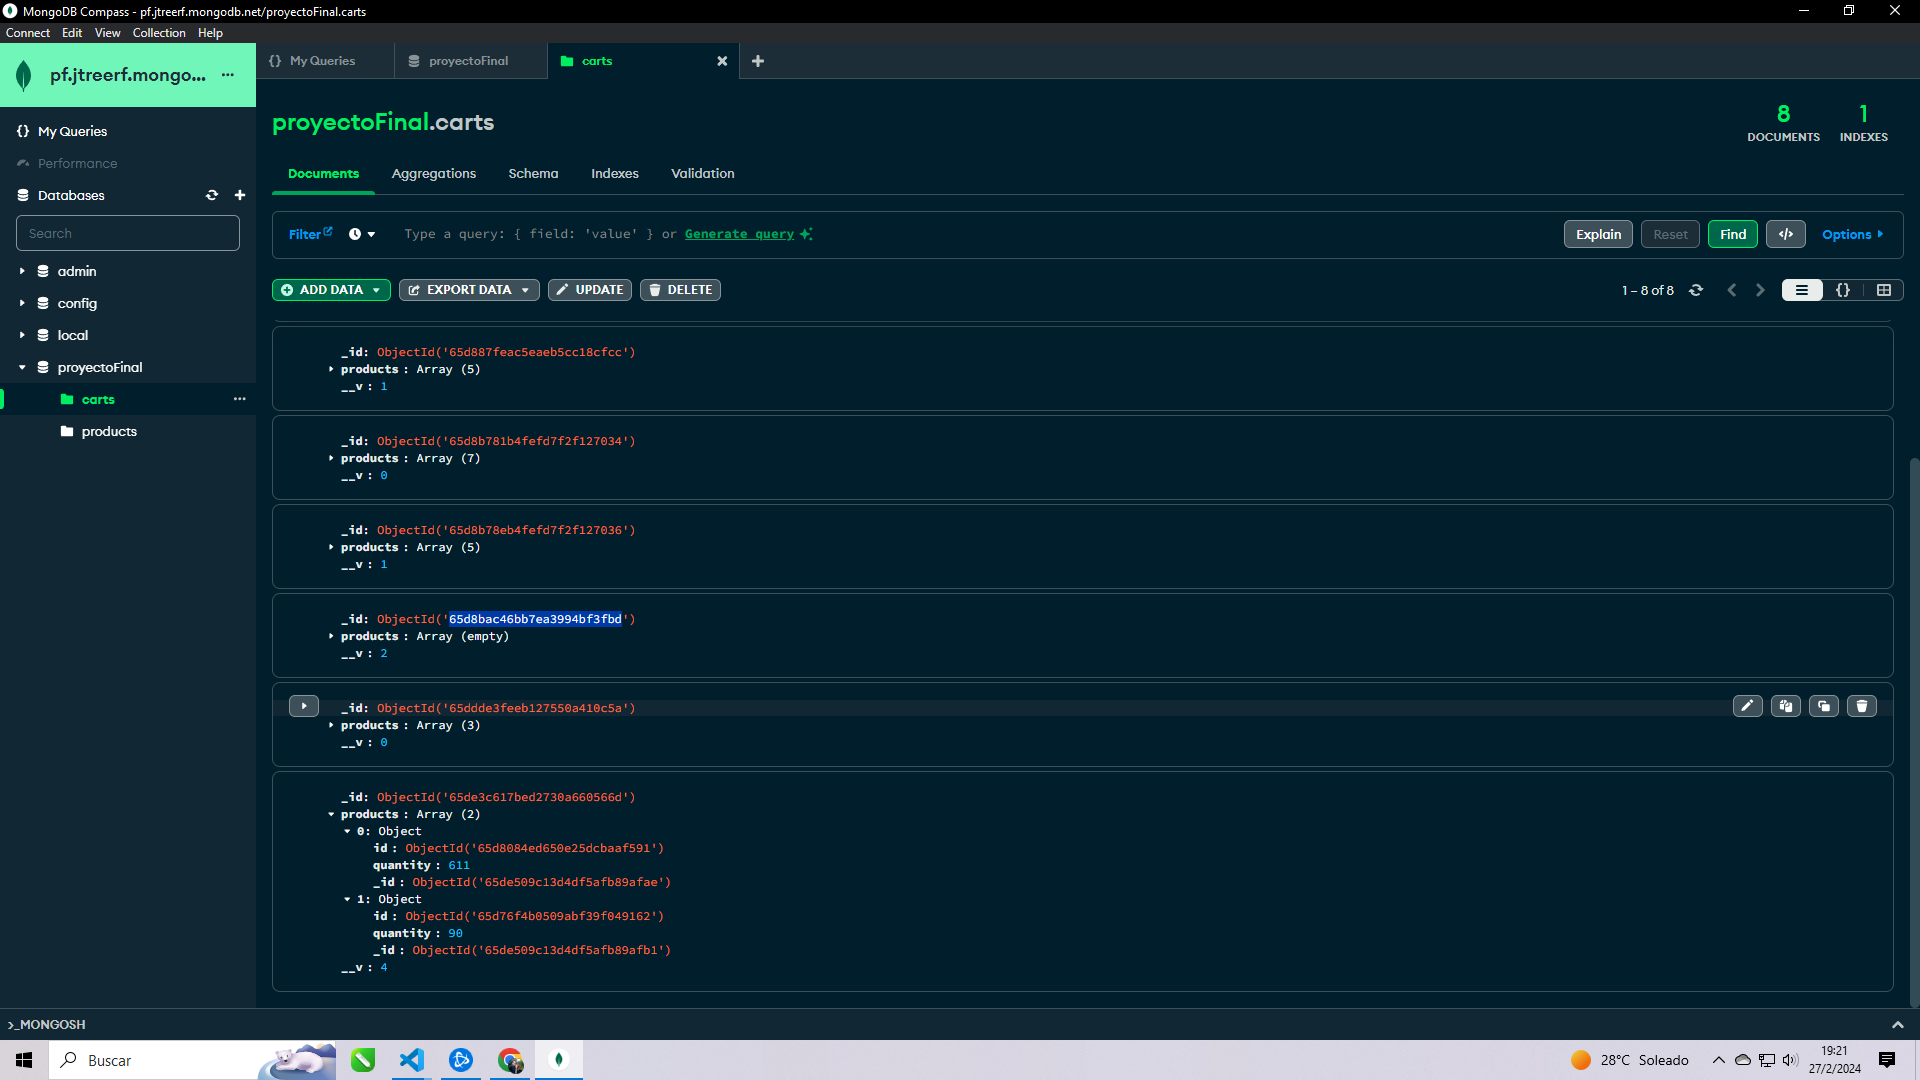 MongoDB Compass - pf.jtreerf.mongodb.net/proyectoFinal.carts
Connect Edit View Collection Help
pf.jtreerf.mongo... ...
{} My Queries
proyectoFinal
carts
My Queries
Performance
Databases
Search
admin
config
local
proyectoFinal
carts ...
products
proyectoFinal.carts
8
DOCUMENTS
1
INDEXES
Documents Aggregations Schema Indexes Validation
Filter Type a query: { field: 'value' } or Generate query
Explain Reset Find </> Options
ADD DATA EXPORT DATA UPDATE DELETE
1 – 8 of 8 {}
_id: ObjectId('65d887feac5eaeb5cc18cfcc')
products : Array (5)
__v : 1
_id: ObjectId('65d8b781b4fefd7f2f127034')
products : Array (7)
__v : 0
_id: ObjectId('65d8b78eb4fefd7f2f127036')
products : Array (5)
__v : 1
_id: ObjectId('65d8bac46bb7ea3994bf3fbd')
products : Array (empty)
__v : 2
_id: ObjectId('65ddde3feeb127550a410c5a')
products : Array (3)
__v : 0
_id: ObjectId('65de3c617bed2730a660566d')
products : Array (2)
0: Object
id : ObjectId('65d8084ed650e25dcbaaf591')
quantity : 611
_id : ObjectId('65de509c13d4df5afb89afae')
1: Object
id : ObjectId('65d76f4b0509abf39f049162')
quantity : 90
_id : ObjectId('65de509c13d4df5afb89afb1')
__v : 4
>_MONGOSH
Buscar
28°C Soleado
19:21
27/2/2024